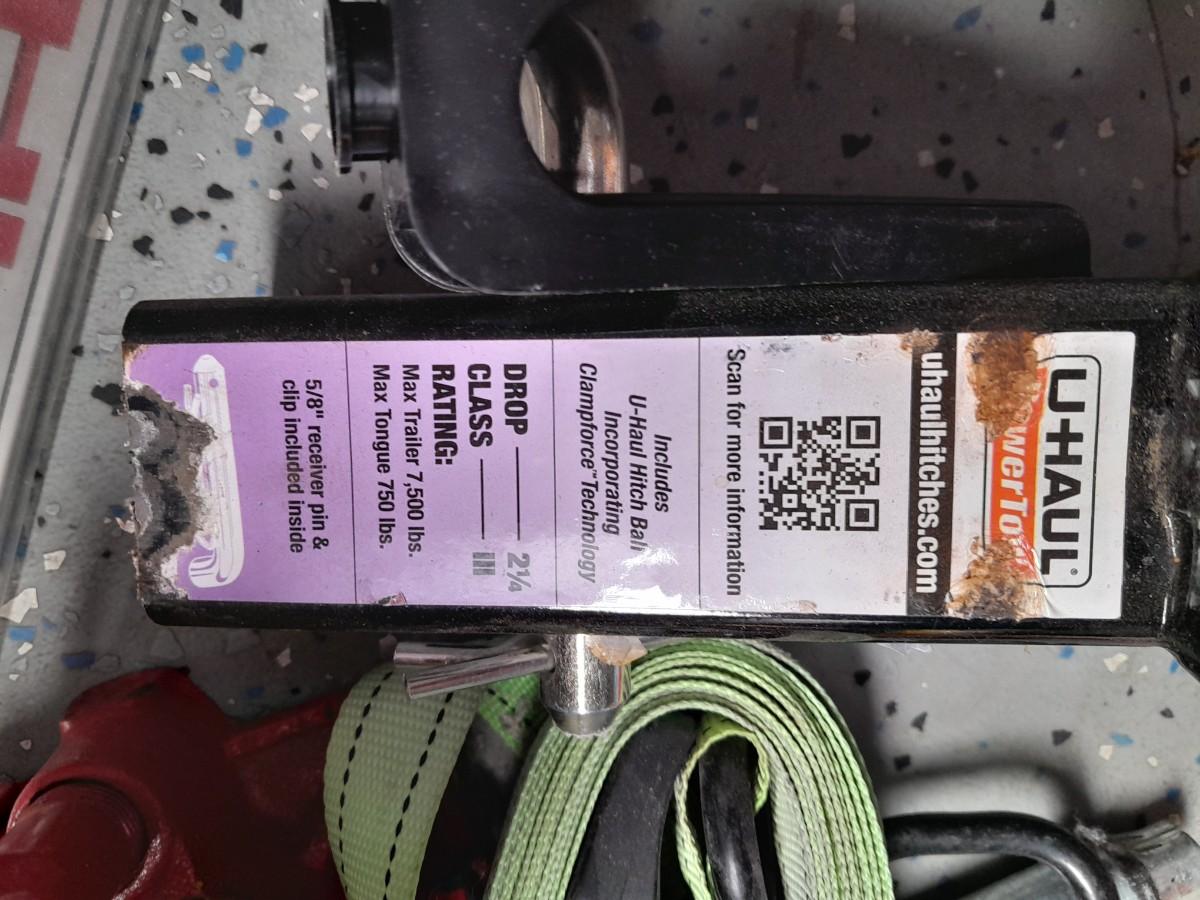 U-HAUL®
werTo
uhaulhitches.com
Scan for more information
Includes
U-Haul Hitch Ball
Incorporating
Clampforce™ Technology
DROP 2¼
CLASS III
RATING:
Max Trailer 7,500 lbs.
Max Tongue 750 lbs.
5/8" receiver pin &
clip included inside